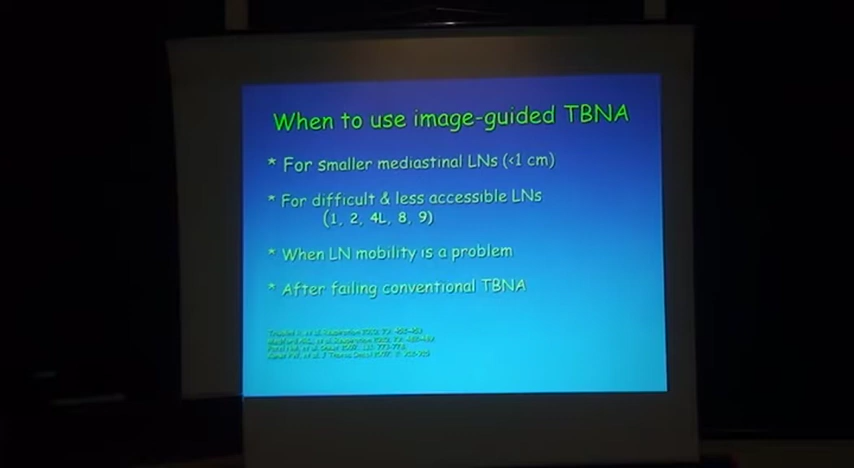 When to use image-guided TBNA
* For smaller mediastinal LNs (<1 cm)
* For difficult & less accessible LNs
(1, 2, 4L, 8, 9)
* When LN mobility is a problem
* After failing conventional TBNA